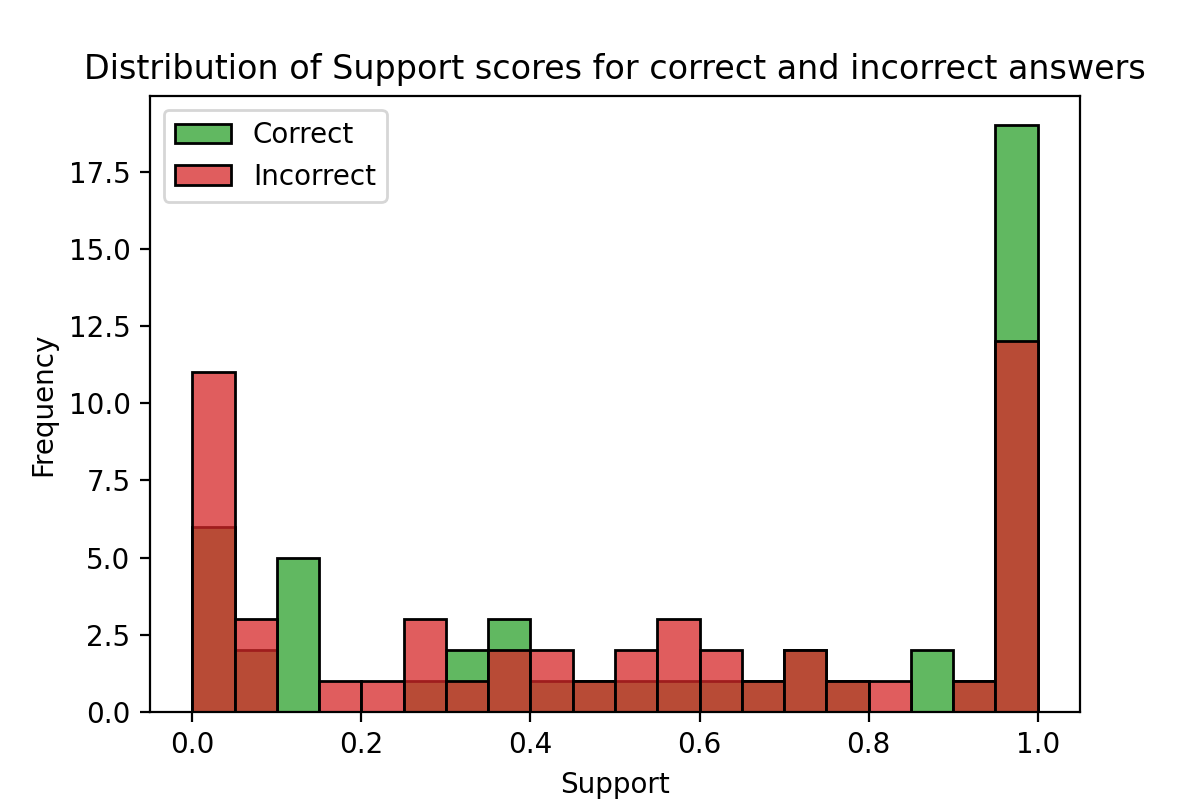 Distribution of Support scores for correct and incorrect answers
Correct
Incorrect
17.5
15.0
12.5
10.0
7.5
5.0
2.5
0.0
Frequency
0.0 0.2 0.4 0.6 0.8 1.0
Support